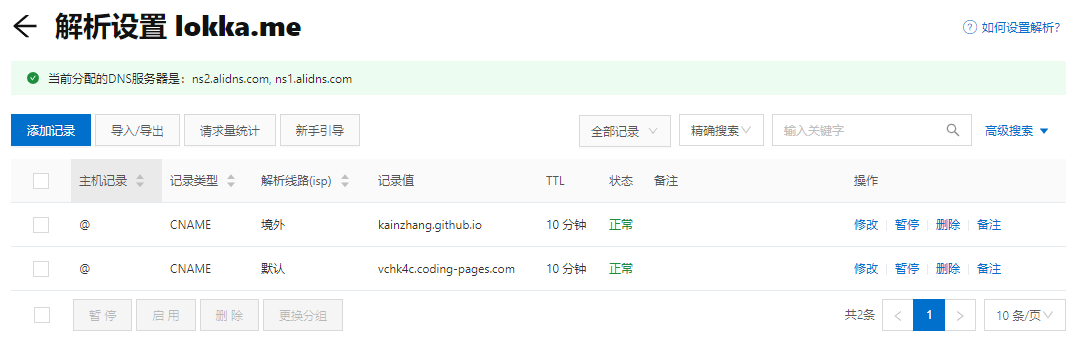 解析设置 lokka.me
如何设置解析?
当前分配的DNS服务器是：ns2.alidns.com, ns1.alidns.com
添加记录 导入/导出 请求量统计 新手引导 全部记录 精确搜索 输入关键字 高级搜索
主机记录 记录类型 解析线路(isp) 记录值 TTL 状态 备注 操作
@ CNAME 境外 kainzhang.github.io 10 分钟 正常 修改 暂停 删除 备注
@ CNAME 默认 vchk4c.coding-pages.com 10 分钟 正常 修改 暂停 删除 备注
暂 停 启 用 删 除 更换分组 共2条 < 1 > 10 条/页